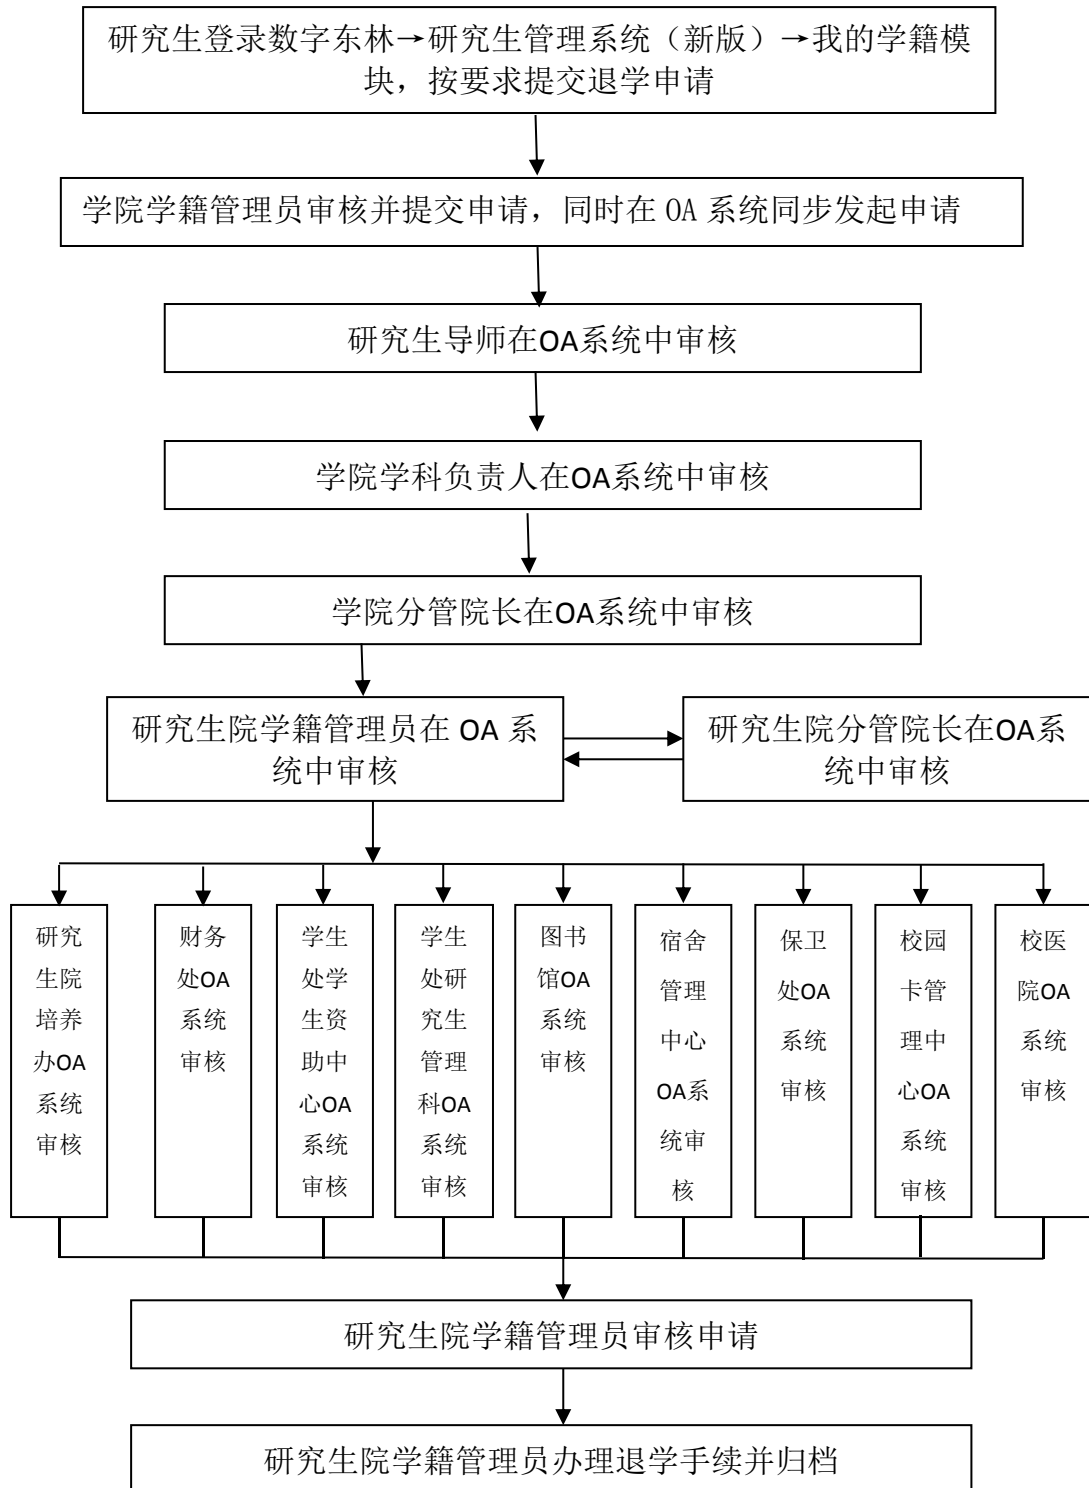 研究生登录数字东林→研究生管理系统（新版）→我的学籍模
块，按要求提交退学申请
学院学籍管理员审核并提交申请，同时在 OA 系统同步发起申请
研究生导师在OA系统中审核
学院学科负责人在OA系统中审核
学院分管院长在OA系统中审核
研究生院学籍管理员在 OA 系
统中审核
研究生院分管院长在OA系
统中审核
研究
生院
培养
办OA
系统
审核
财务
处OA
系统
审核
学生
处学
生资
助中
心OA
系统
审核
学生
处研
究生
管理
科OA
系统
审核
图书
馆OA
系统
审核
宿舍
管理
中心
OA系
统审
核
保卫
处OA
系统
审核
校园
卡管
理中
心OA
系统
审核
校医
院OA
系统
审核
研究生院学籍管理员审核申请
研究生院学籍管理员办理退学手续并归档